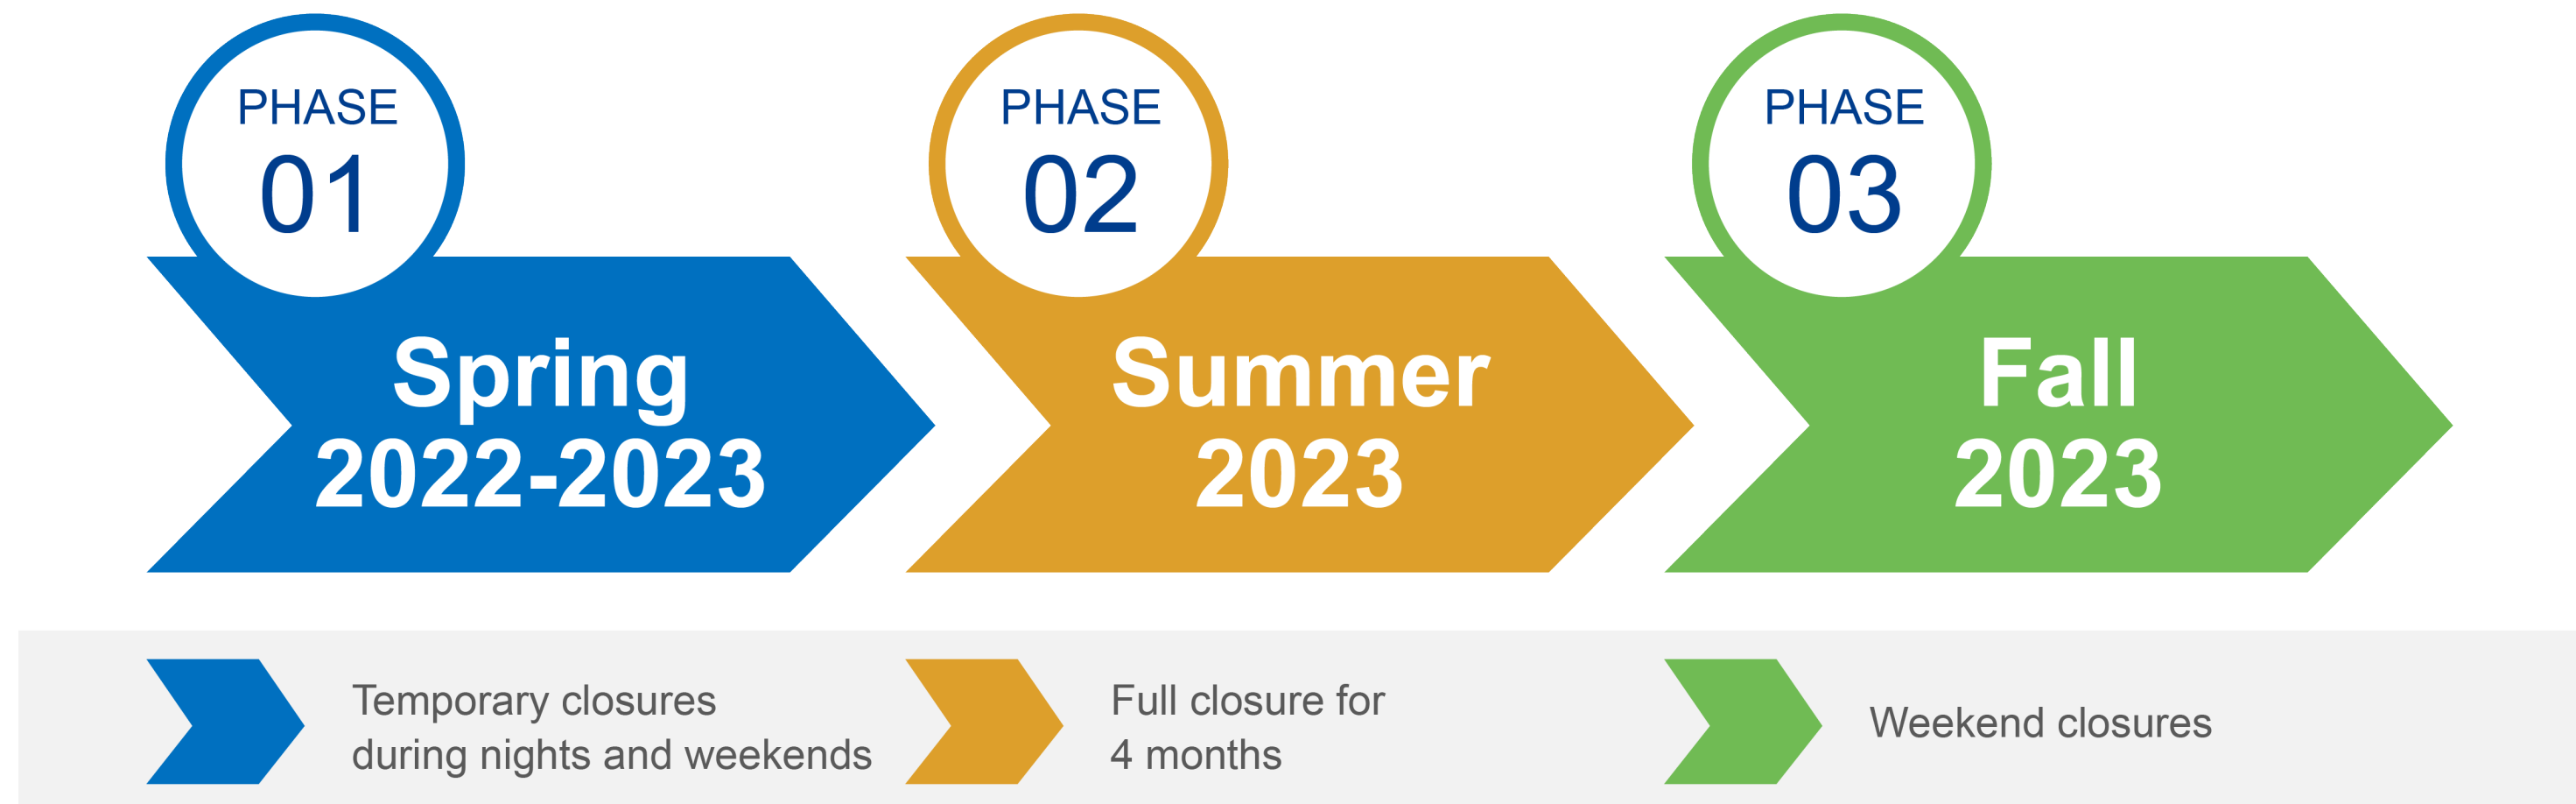 PHASE
01
PHASE
02
PHASE
03
Spring
2022-2023
Summer
2023
Fall
2023
Temporary closures
during nights and weekends
Full closure for
4 months
Weekend closures